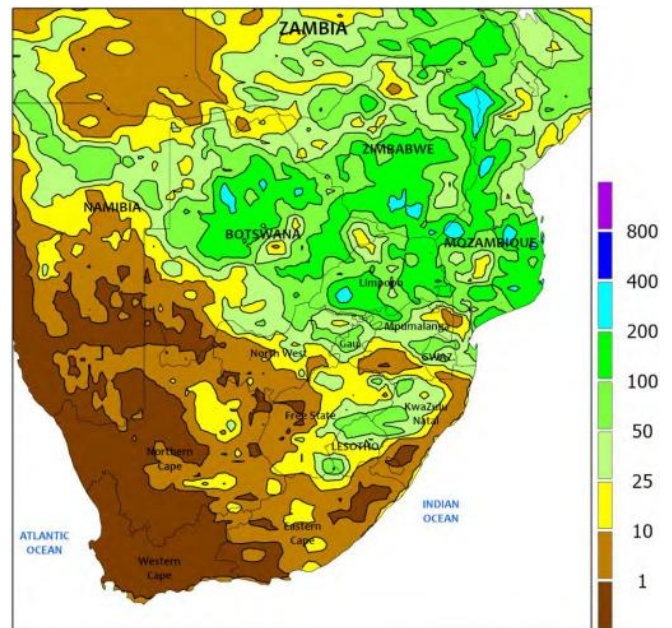 ZAMBIA
ZIMBABWE
NAMIBIA
BOTSWANA
MOZAMBIQUE
Limpopo
Mpumalanga
North West
Gau
SWAZ
Free State
KwaZulu
Natal
LESOTHO
Northern
Cape
INDIAN
OCEAN
ATLANTIC
OCEAN
Eastern
Cape
Western
Cape
800
400
200
100
50
25
10
1